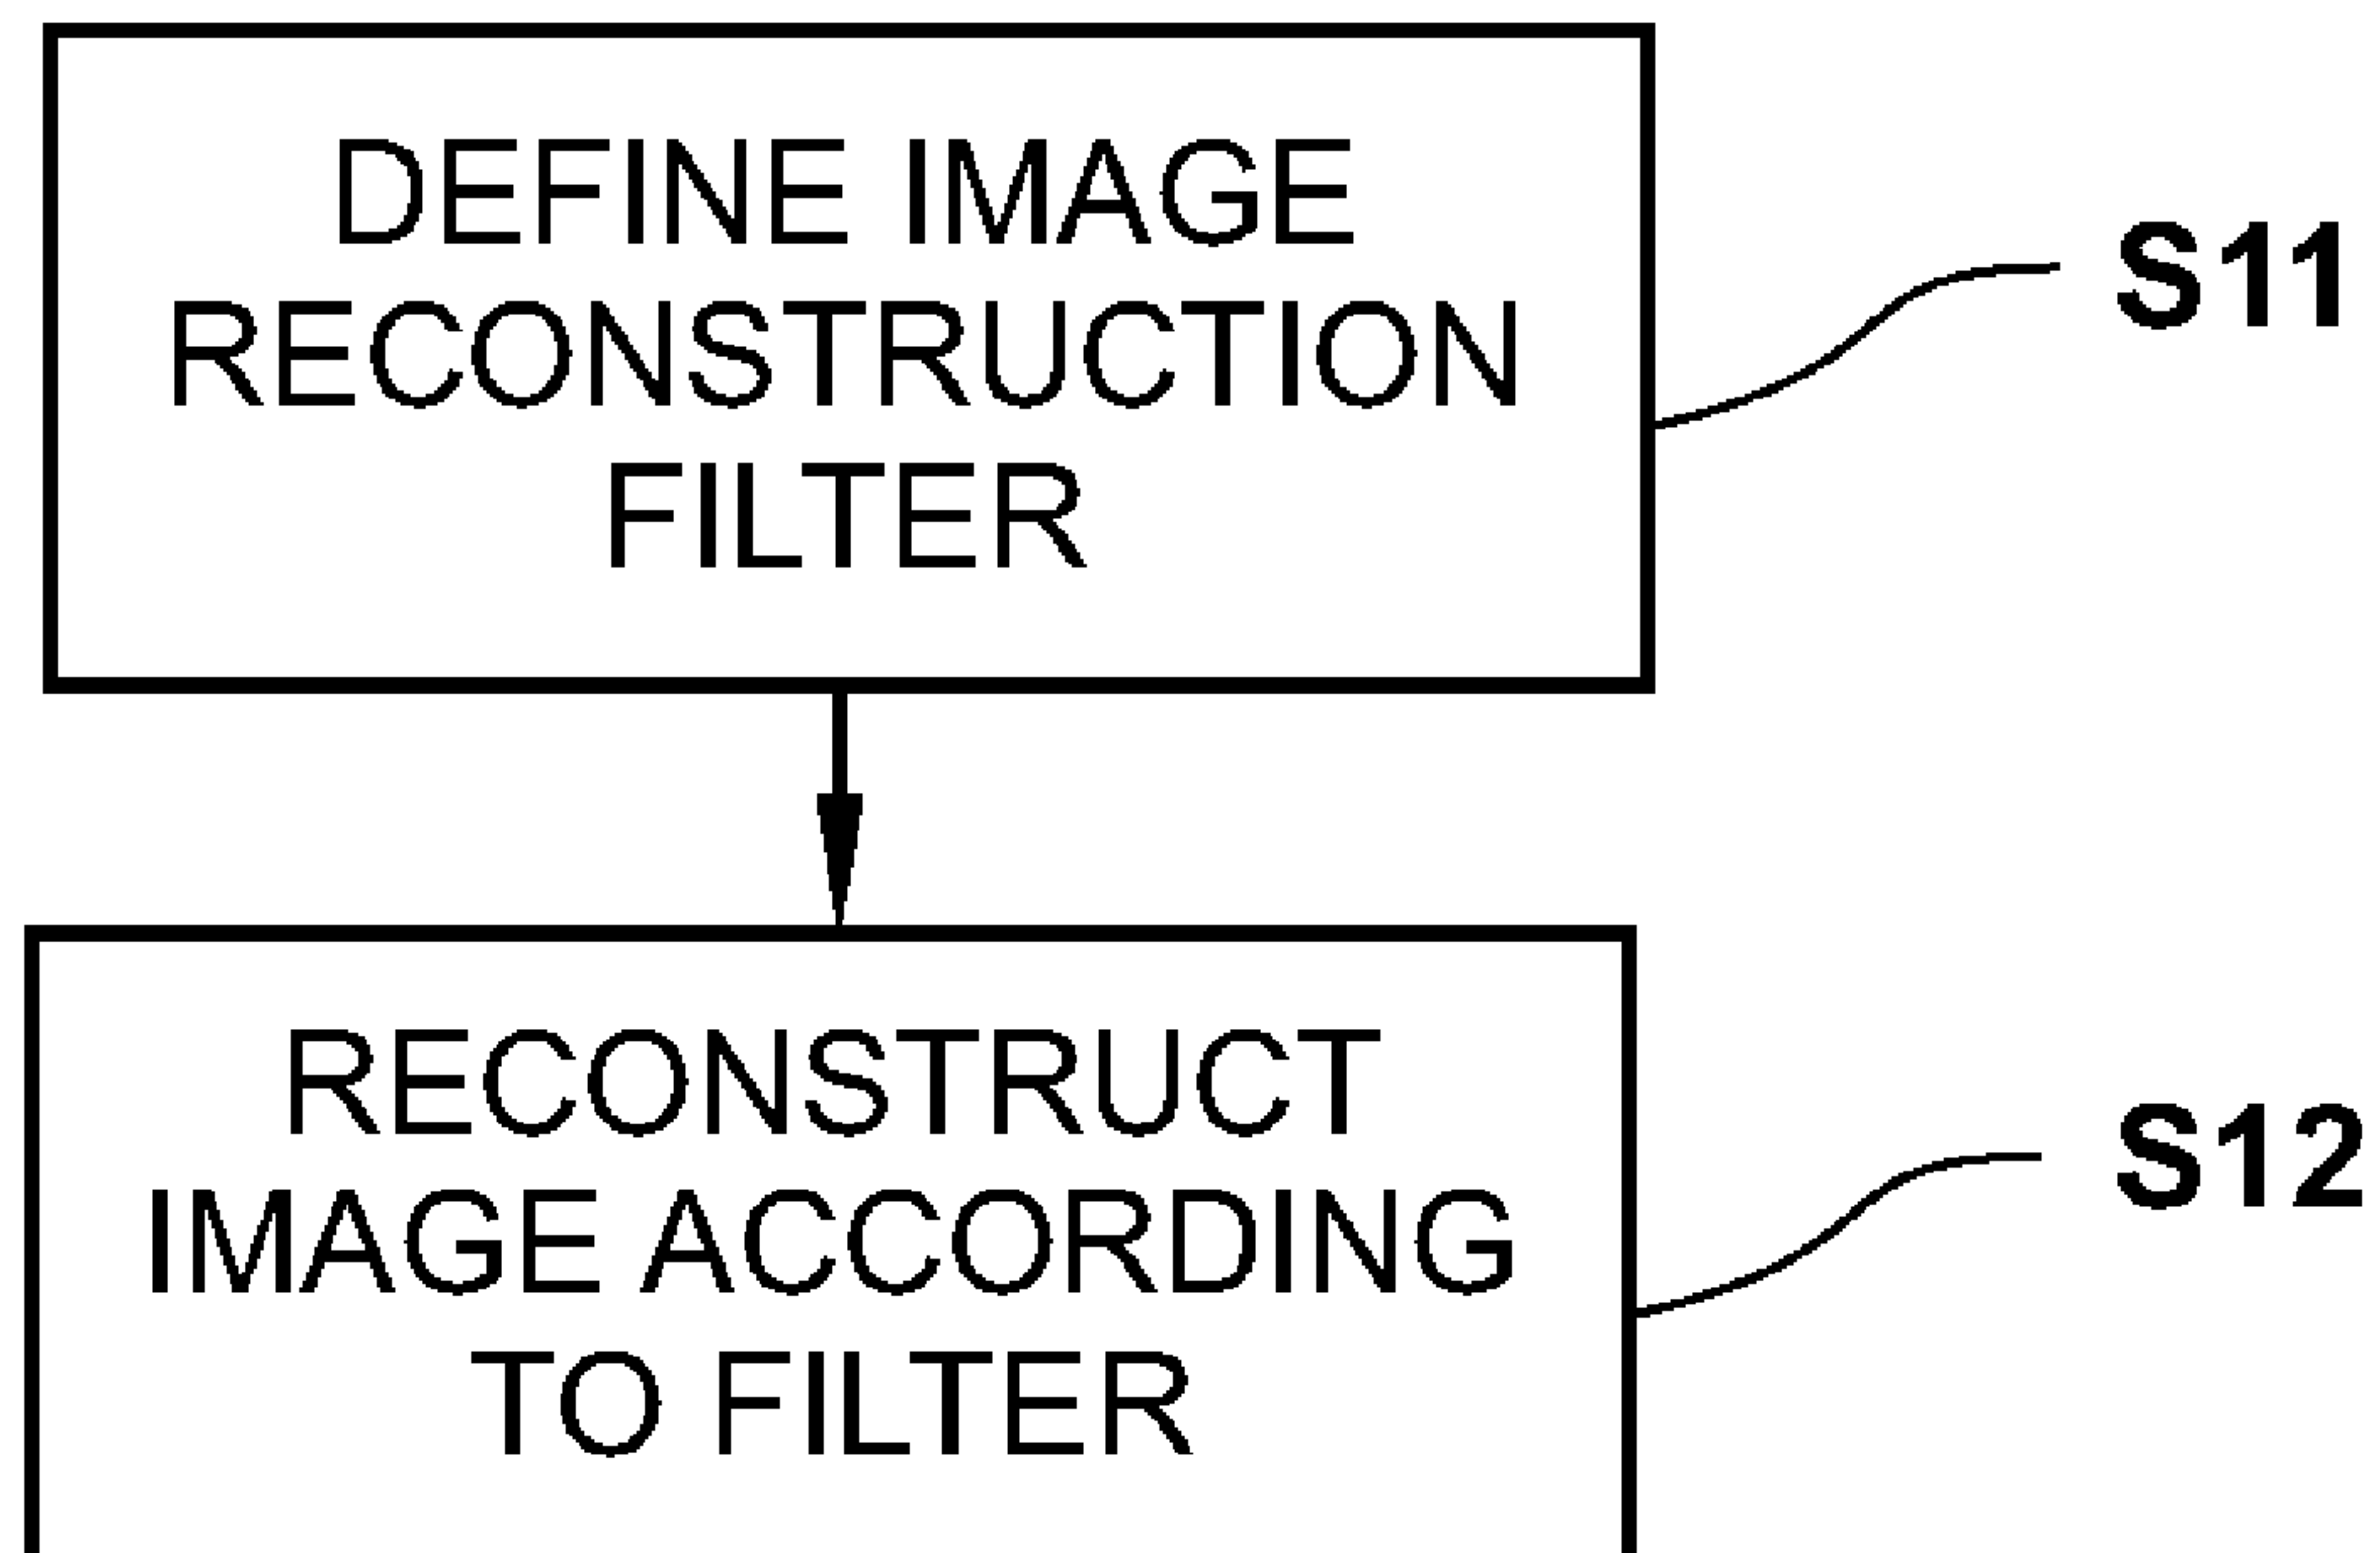 DEFINE IMAGE
RECONSTRUCTION
FILTER
S11
RECONSTRUCT
IMAGE ACCORDING
TO FILTER
S12